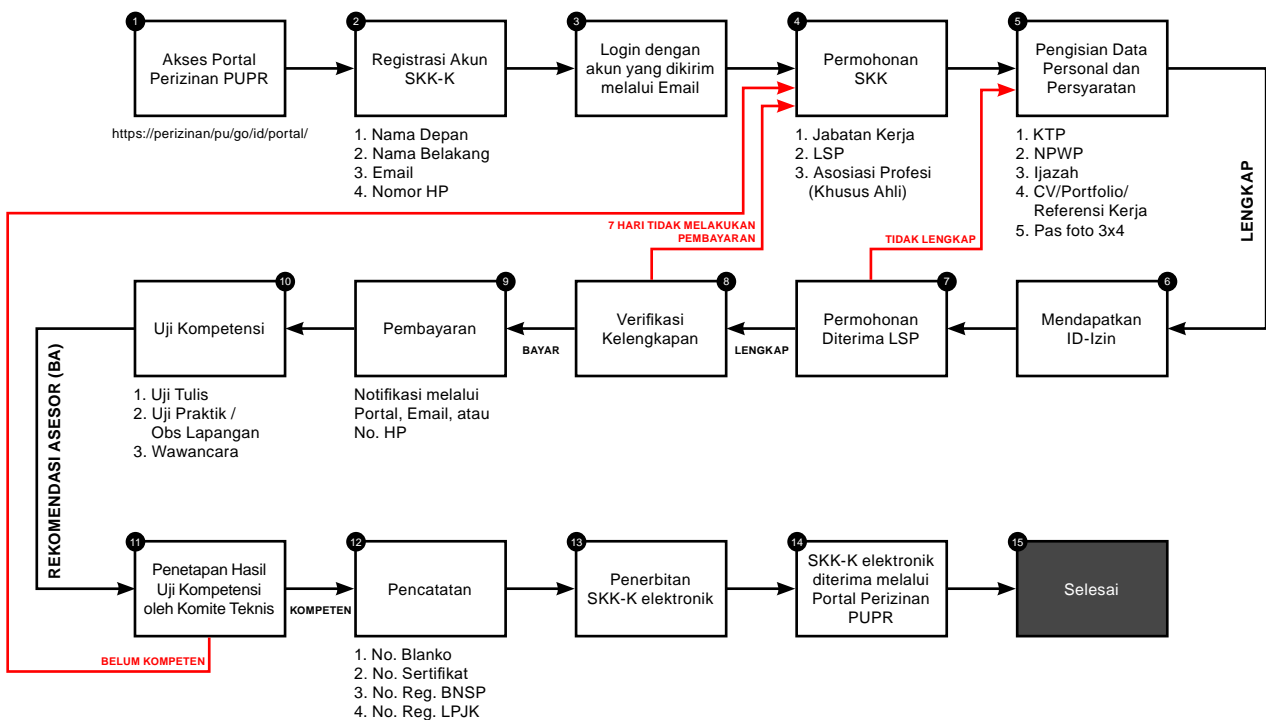 1
Akses Portal
Perizinan PUPR
https://perizinan/pu/go/id/portal/
2
Registrasi Akun
SKK-K
1. Nama Depan
2. Nama Belakang
3. Email
4. Nomor HP
3
Login dengan
akun yang dikirim
melalui Email
4
Permohonan
SKK
1. Jabatan Kerja
2. LSP
3. Asosiasi Profesi
(Khusus Ahli)
5
Pengisian Data
Personal dan
Persyaratan
1. KTP
2. NPWP
3. Ijazah
4. CV/Portfolio/
Referensi Kerja
5. Pas foto 3x4
LENGKAP
7 HARI TIDAK MELAKUKAN
PEMBAYARAN
TIDAK LENGKAP
6
Mendapatkan
ID-Izin
7
Permohonan
Diterima LSP
LENGKAP
8
Verifikasi
Kelengkapan
BAYAR
9
Pembayaran
Notifikasi melalui
Portal, Email, atau
No. HP
10
Uji Kompetensi
1. Uji Tulis
2. Uji Praktik /
Obs Lapangan
3. Wawancara
REKOMENDASI ASESOR (BA)
11
Penetapan Hasil
Uji Kompetensi
oleh Komite Teknis
KOMPETEN
BELUM KOMPETEN
12
Pencatatan
1. No. Blanko
2. No. Sertifikat
3. No. Reg. BNSP
4. No. Reg. LPJK
13
Penerbitan
SKK-K elektronik
14
SKK-K elektronik
diterima melalui
Portal Perizinan
PUPR
15
Selesai